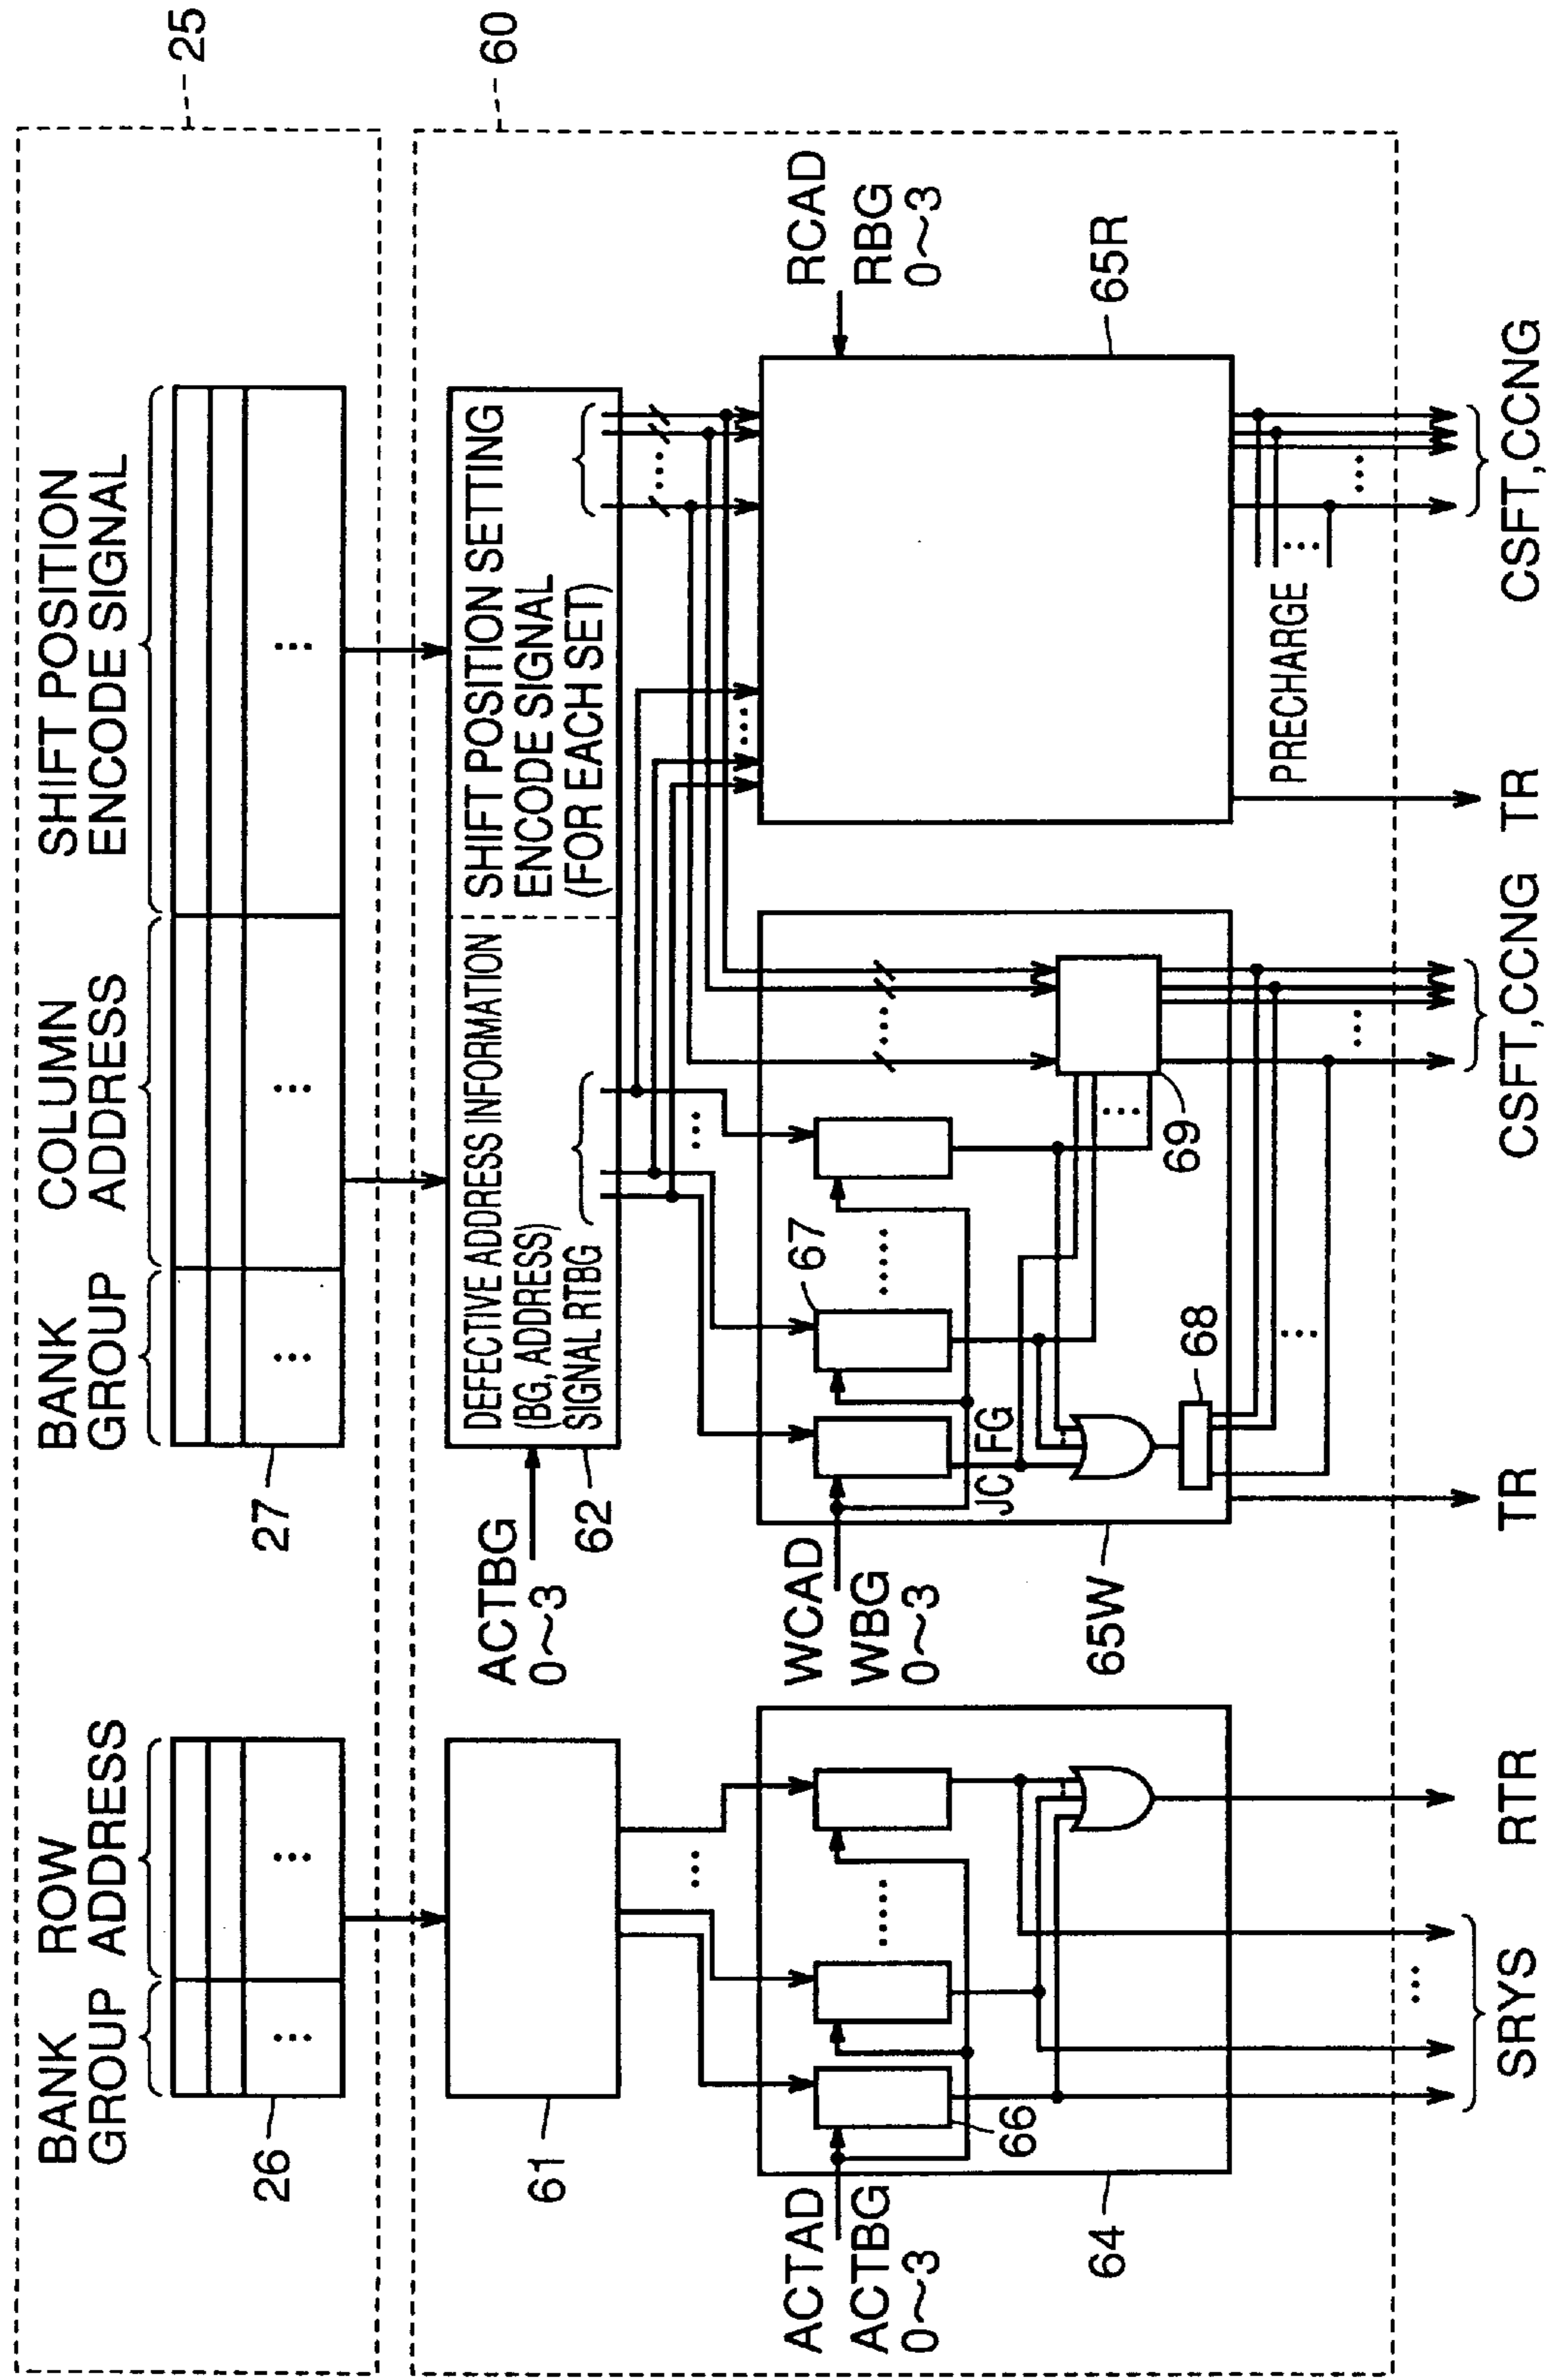 BANK
GROUP
ROW
ADDRESS
BANK
GROUP
COLUMN
ADDRESS
SHIFT POSITION
ENCODE SIGNAL
25
26
27
60
61
ACTBG
0~3
62
DEFECTIVE ADDRESS INFORMATION
(BG, ADDRESS)
SIGNAL RTBG
SHIFT POSITION SETTING
ENCODE SIGNAL
(FOR EACH SET)
ACTAD
ACTBG
0~3
66
64
WCAD
WBG
0~3
67
JC FG
68
69
65W
RCAD
RBG
0~3
65R
PRECHARGE
SRYS
RTR
TR
CSFT,CCNG
TR
CSFT,CCNG